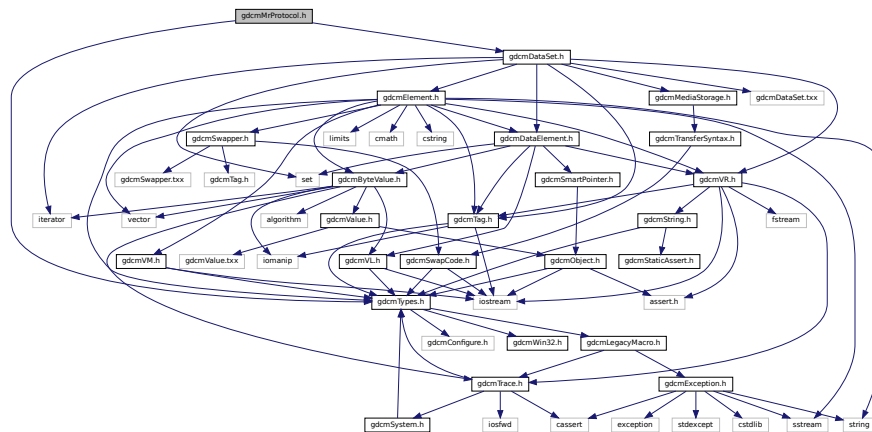 gdcmMrProtocol.h
gdcmDataSet.h
gdcmElement.h
gdcmMediaStorage.h
gdcmDataSet.txx
gdcmSwapper.h
limits
cmath
cstring
gdcmDataElement.h
gdcmTransferSyntax.h
gdcmSwapper.txx
gdcmTag.h
set
gdcmByteValue.h
gdcmSmartPointer.h
gdcmVR.h
iterator
vector
algorithm
gdcmValue.h
gdcmTag.h
gdcmString.h
fstream
gdcmVM.h
gdcmValue.txx
iomanip
gdcmVL.h
gdcmSwapCode.h
gdcmObject.h
gdcmStaticAssert.h
gdcmTypes.h
iostream
assert.h
gdcmConfigure.h
gdcmWin32.h
gdcmLegacyMacro.h
gdcmTrace.h
gdcmException.h
gdcmSystem.h
iosfwd
cassert
exception
stdexcept
cstdlib
sstream
string